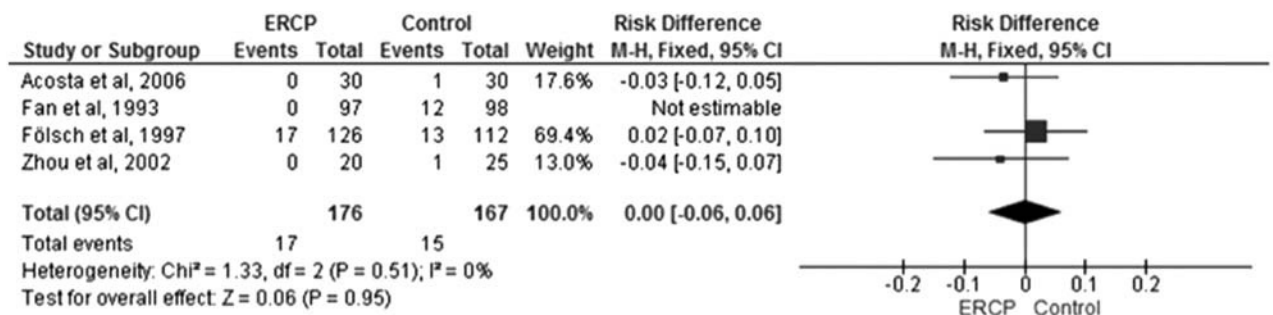 ERCP Control Risk Difference Risk Difference
Study or Subgroup Events Total Events Total Weight M-H, Fixed, 95% CI M-H, Fixed, 95% CI
Acosta et al, 2006 0 30 1 30 17.6% -0.03 [-0.12, 0.05]
Fan et al, 1993 0 97 12 98 Not estimable
Fölsch et al, 1997 17 126 13 112 69.4% 0.02 [-0.07, 0.10]
Zhou et al, 2002 0 20 1 25 13.0% -0.04 [-0.15, 0.07]
Total (95% CI) 176 167 100.0% 0.00 [-0.06, 0.06]
Total events 17 15
Heterogeneity: Chi² = 1.33, df = 2 (P = 0.51); I² = 0%
Test for overall effect: Z = 0.06 (P = 0.95)
-0.2 -0.1 0 0.1 0.2
ERCP Control